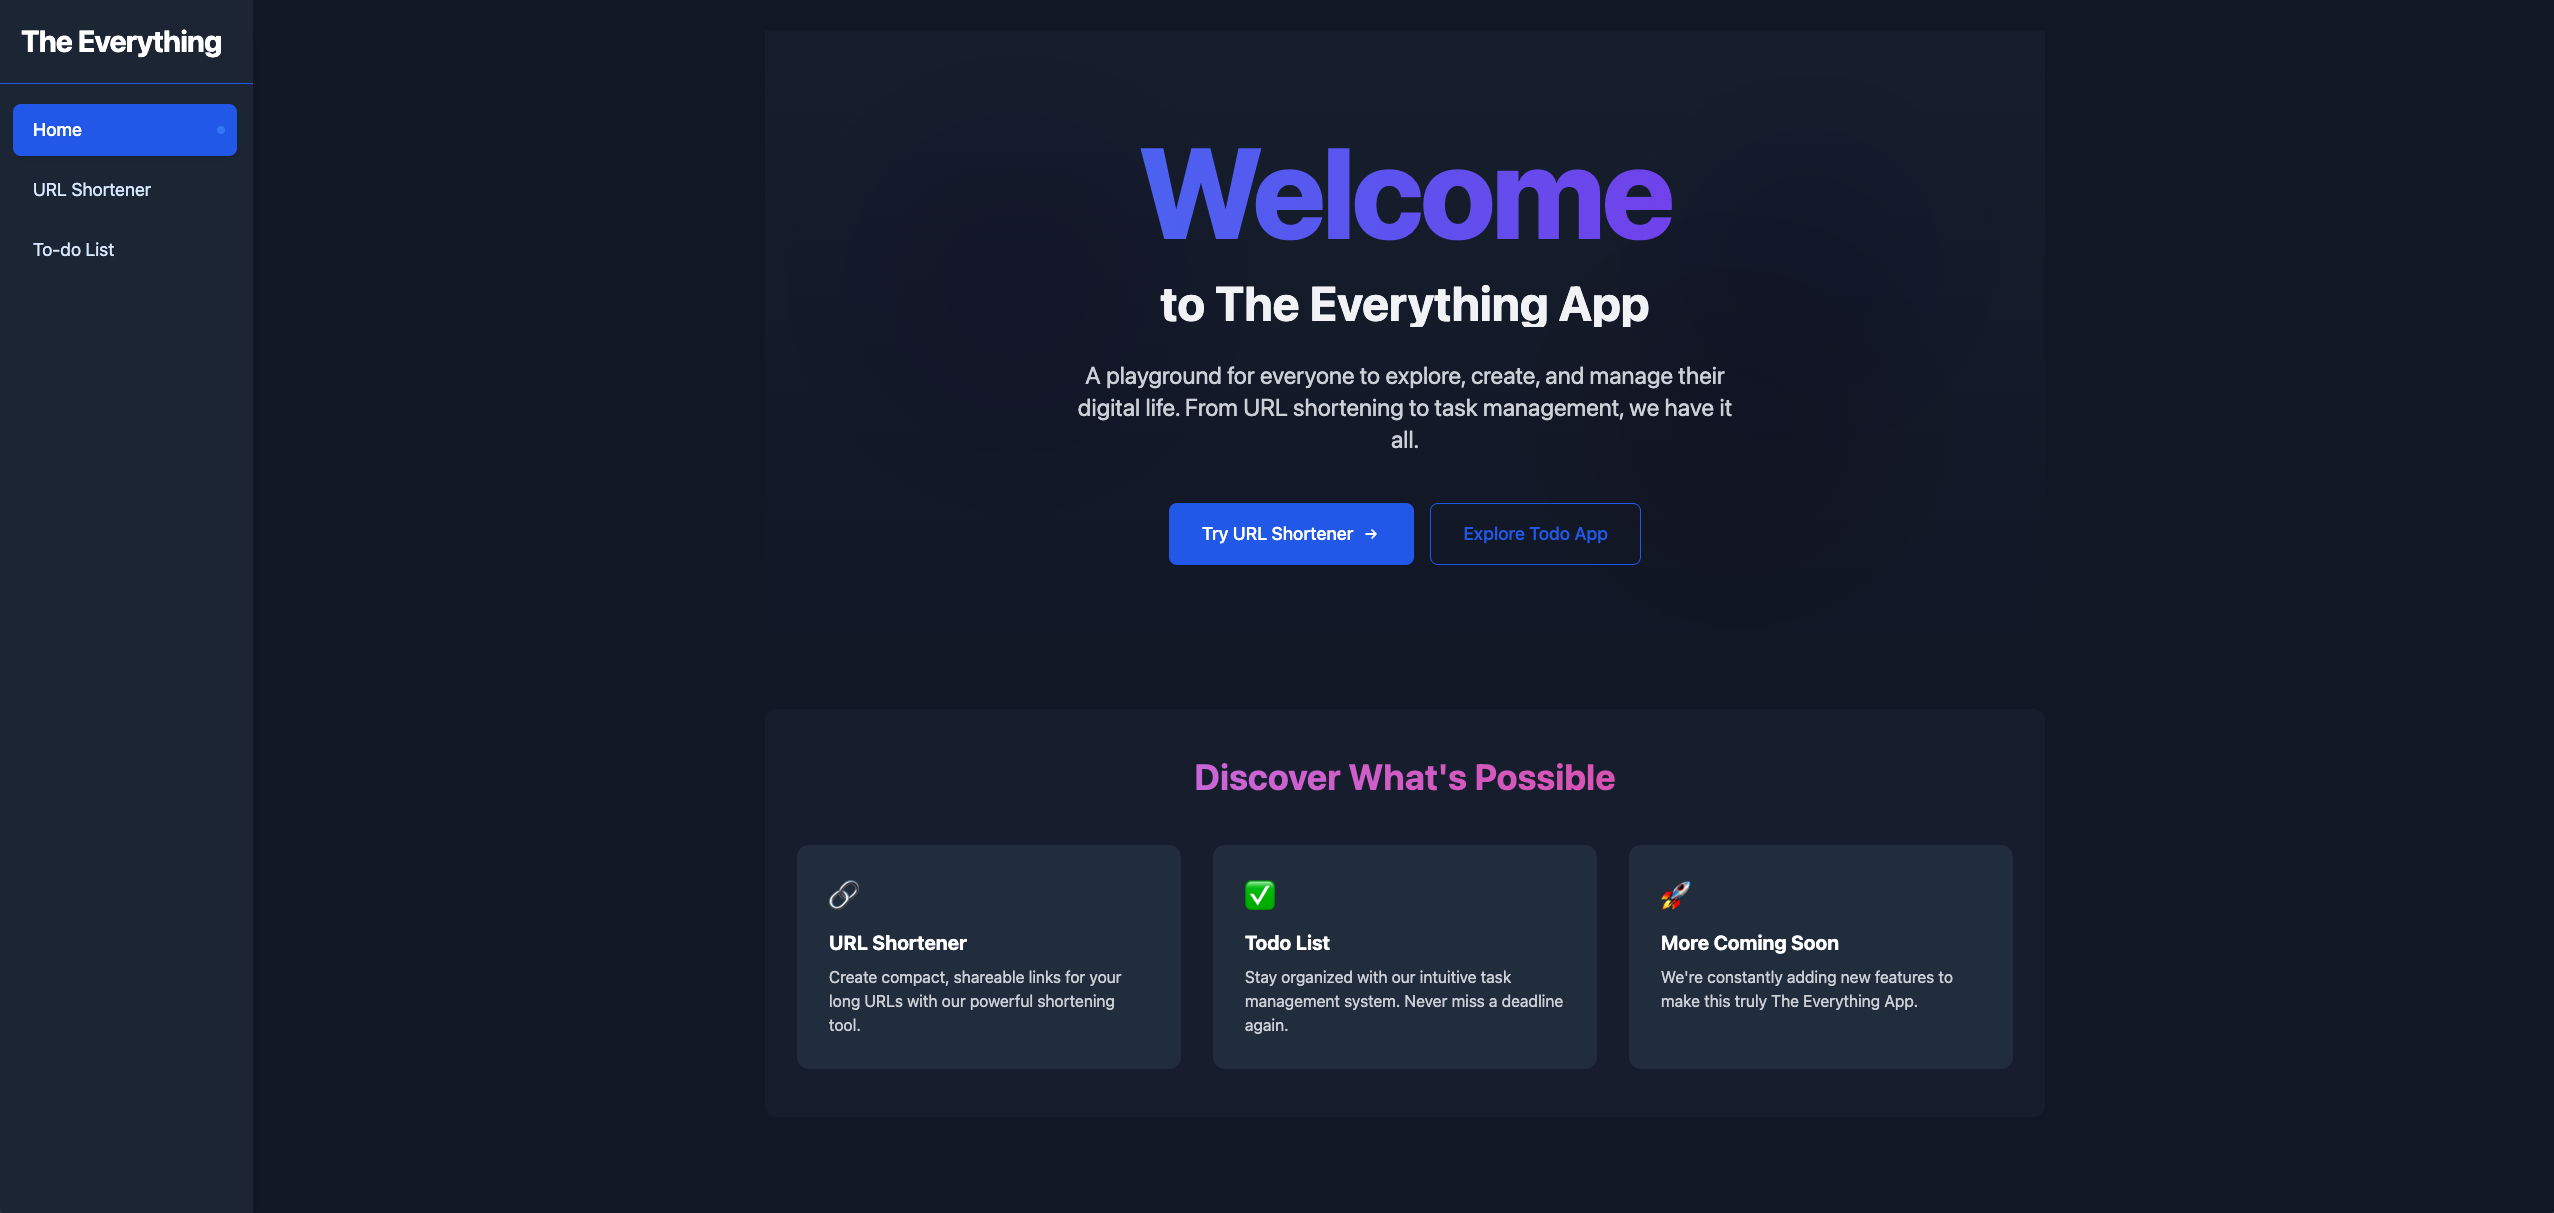 The Everything
Home
URL Shortener
To-do List
Welcome
to The Everything App
A playground for everyone to explore, create, and manage their
digital life. From URL shortening to task management, we have it
all.
Try URL Shortener →
Explore Todo App
Discover What's Possible
URL Shortener
Create compact, shareable links for your
long URLs with our powerful shortening
tool.
Todo List
Stay organized with our intuitive task
management system. Never miss a deadline
again.
More Coming Soon
We're constantly adding new features to
make this truly The Everything App.